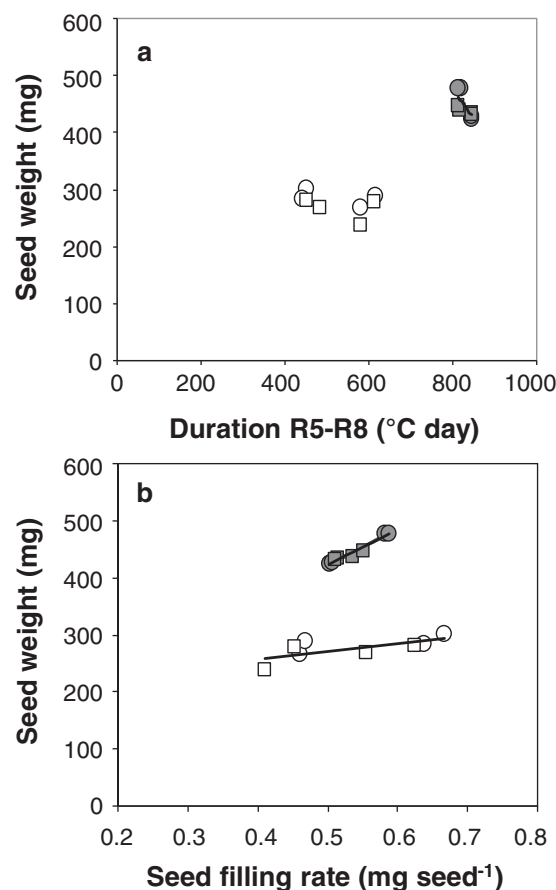 a
Seed weight (mg)
600
500
400
300
200
100
0
0 200 400 600 800 1000
Duration R5-R8 (°C day)
b
Seed weight (mg)
600
500
400
300
200
100
0
0.2 0.3 0.4 0.5 0.6 0.7 0.8
Seed filling rate (mg seed⁻¹)